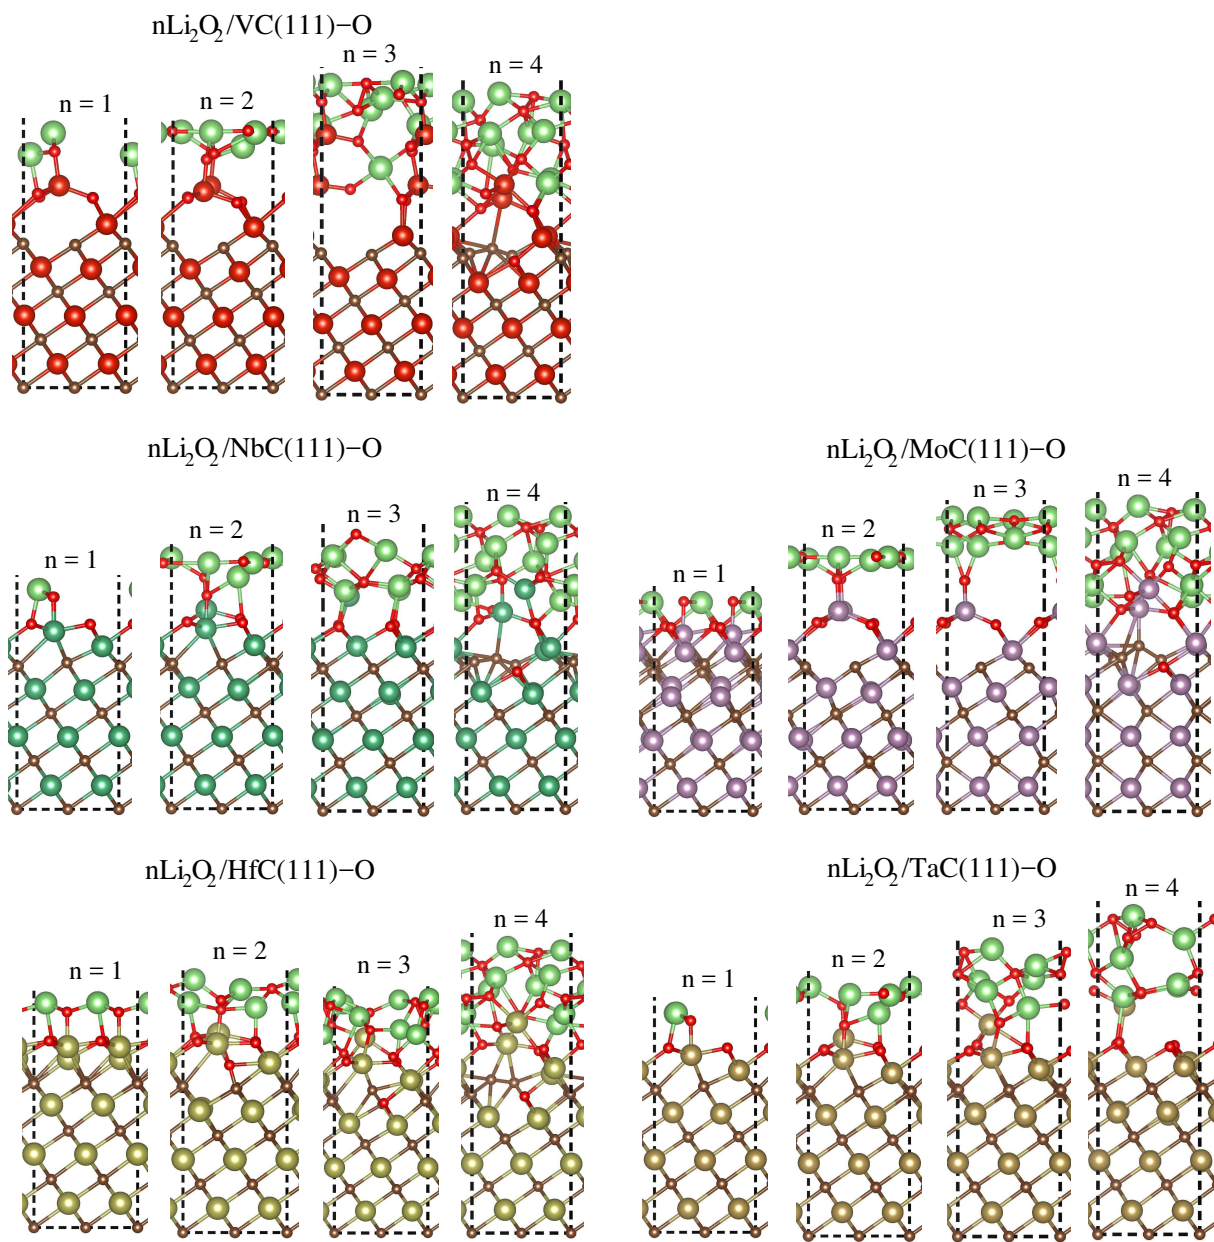 nLi₂O₂/VC(111)−O
n = 1
n = 2
n = 3
n = 4
nLi₂O₂/NbC(111)−O
n = 1
n = 2
n = 3
n = 4
nLi₂O₂/MoC(111)−O
n = 1
n = 2
n = 3
n = 4
nLi₂O₂/HfC(111)−O
n = 1
n = 2
n = 3
n = 4
nLi₂O₂/TaC(111)−O
n = 1
n = 2
n = 3
n = 4